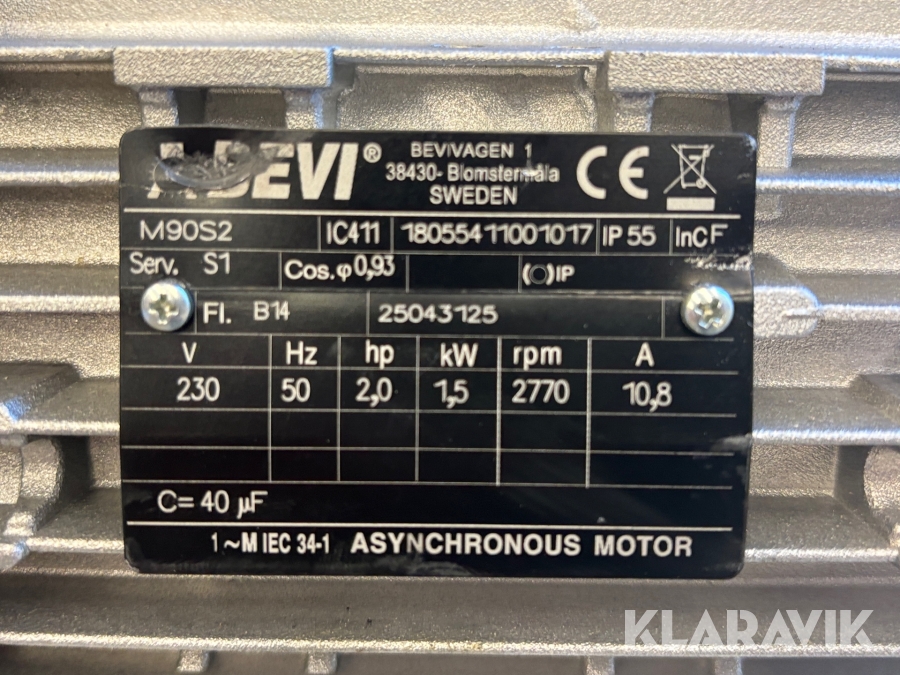 BEVI®
BEVIVAGEN 1
38430- Blomstermåla
SWEDEN
CE
M90S2 IC411 18055411001017 IP 55 InCF
Serv. S1 Cos.φ 0,93 ( )IP
Fl. B14 25043125
V Hz hp kW rpm A
230 50 2,0 1,5 2770 10,8
C= 40 µF
1~M IEC 34-1 ASYNCHRONOUS MOTOR
KLARAVIK